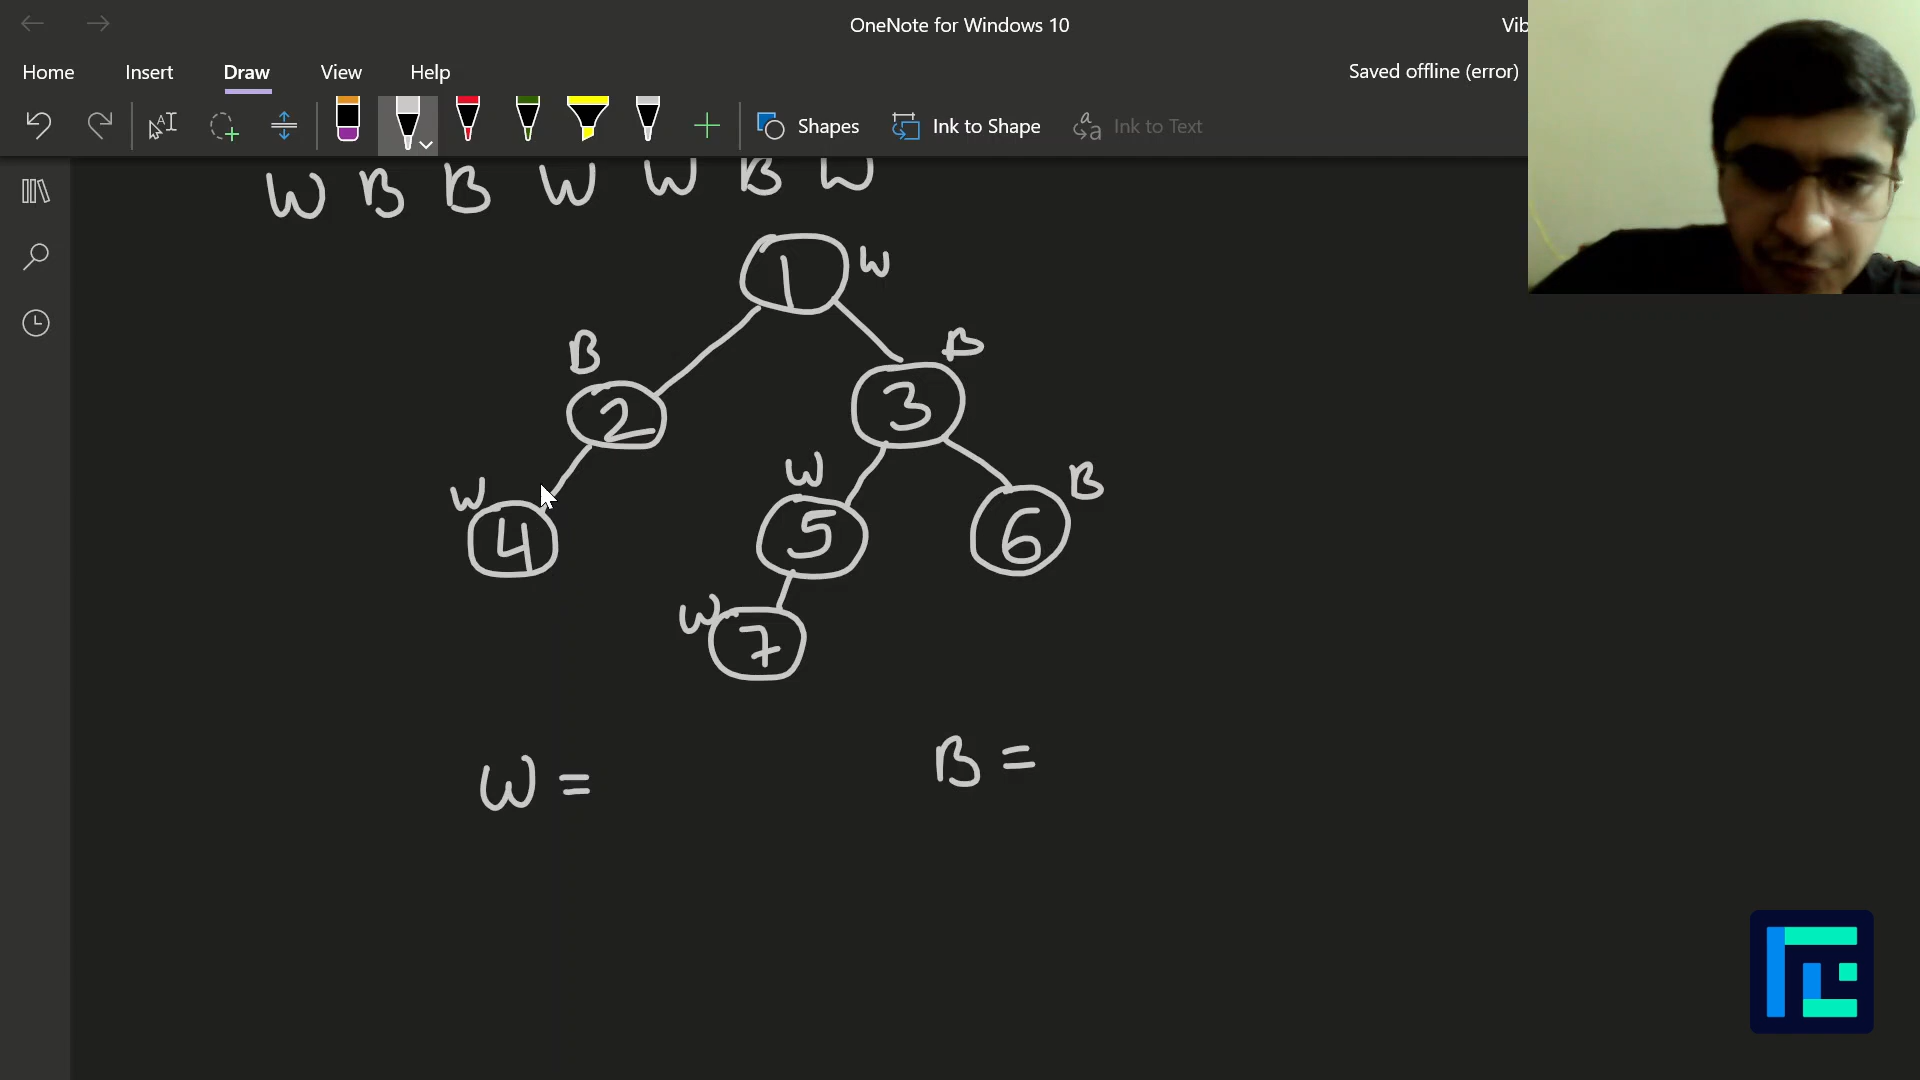 OneNote for Windows 10
Vib
Home Insert Draw View Help
Saved offline (error)
Shapes Ink to Shape Ink to Text
W B B W W B W
1 W
B B
2 3
W W B
4 5 6
W
7
W = B =